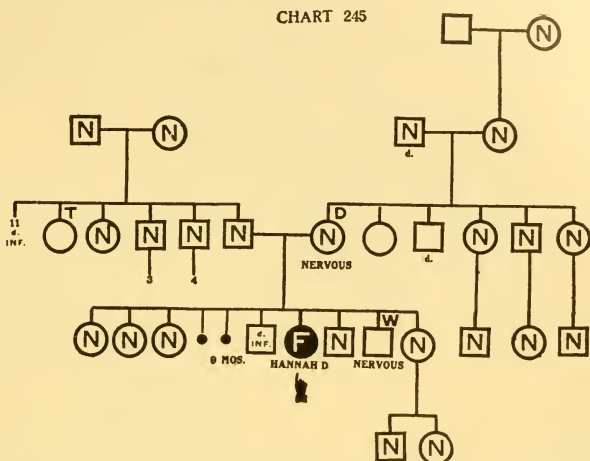 CHART 245
N
N N N N
d.
T D
11 N N N N N N N N
d.
INF.
d.
3 4 NERVOUS
W
N N N d. F N N N N N
INF.
9 MOS. HANNAH D. NERVOUS
N N